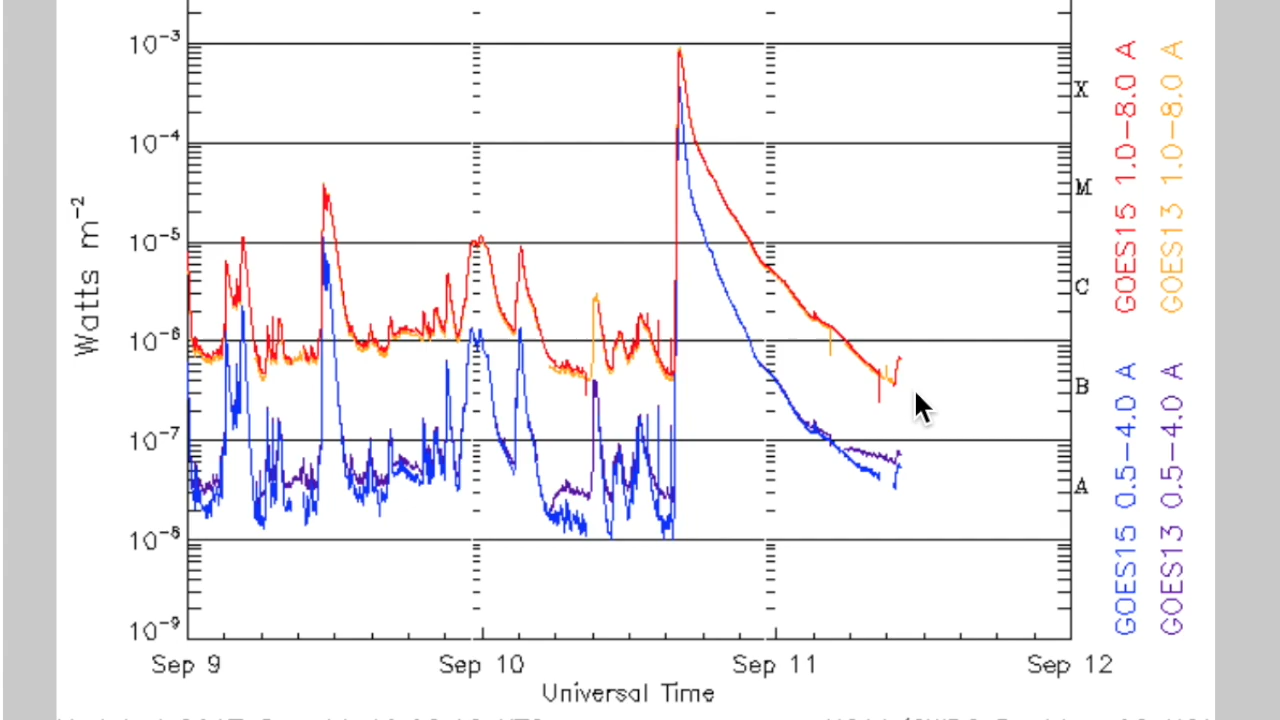 10⁻³
10⁻⁴
10⁻⁵
10⁻⁶
10⁻⁷
10⁻⁸
10⁻⁹
Watts m⁻²
X
M
C
B
A
GOES15 1.0-8.0 A
GOES13 1.0-8.0 A
GOES15 0.5-4.0 A
GOES13 0.5-4.0 A
Sep 9
Sep 10
Sep 11
Sep 12
Universal Time